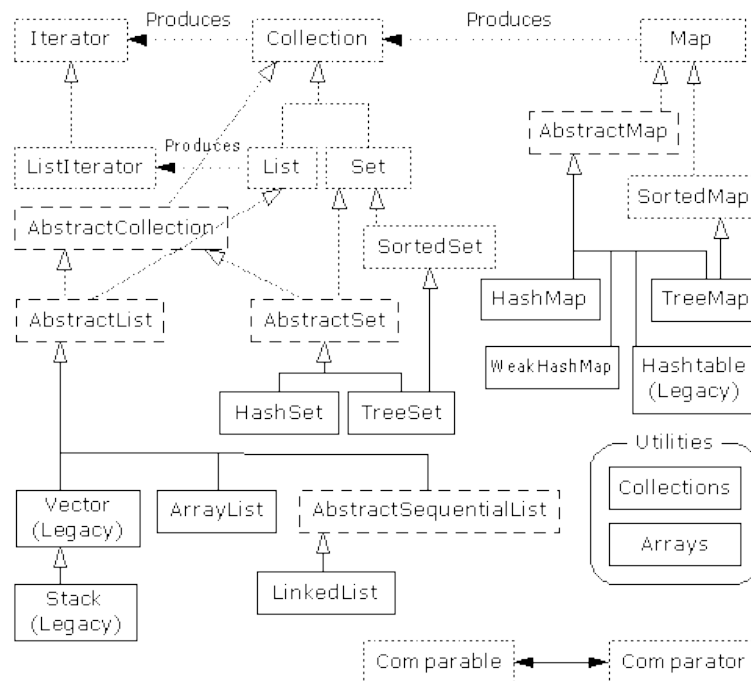 Produces
Produces
Iterator
Collection
Map
AbstractMap
Produces
ListIterator
List
Set
SortedMap
AbstractCollection
SortedSet
HashMap
TreeMap
AbstractList
AbstractSet
WeakHashMap
Hashtable
(Legacy)
HashSet
TreeSet
Utilities
Collections
Vector
(Legacy)
ArrayList
AbstractSequentialList
Arrays
Stack
(Legacy)
LinkedList
Comparable
Comparator